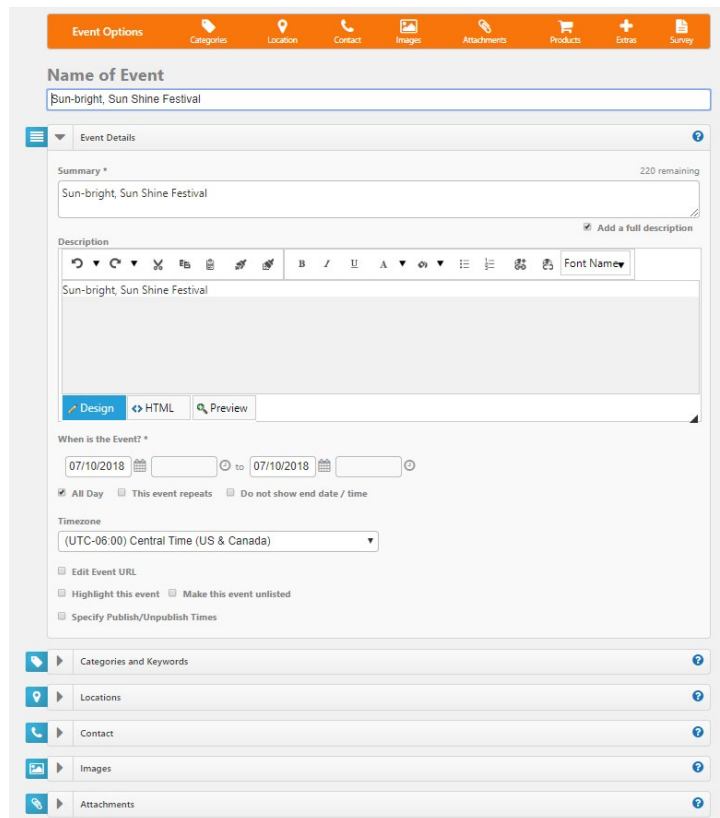 Event Options
Categories
Location
Contact
Images
Attachments
Products
Extras
Survey
Name of Event
Sun-bright, Sun Shine Festival
Event Details
Summary *
220 remaining
Sun-bright, Sun Shine Festival
Add a full description
Description
B I U A Font Name
Sun-bright, Sun Shine Festival
Design HTML Preview
When is the Event? *
07/10/2018 to 07/10/2018
All Day This event repeats Do not show end date / time
Timezone
(UTC-06:00) Central Time (US & Canada)
Edit Event URL
Highlight this event Make this event unlisted
Specify Publish/Unpublish Times
Categories and Keywords
Locations
Contact
Images
Attachments